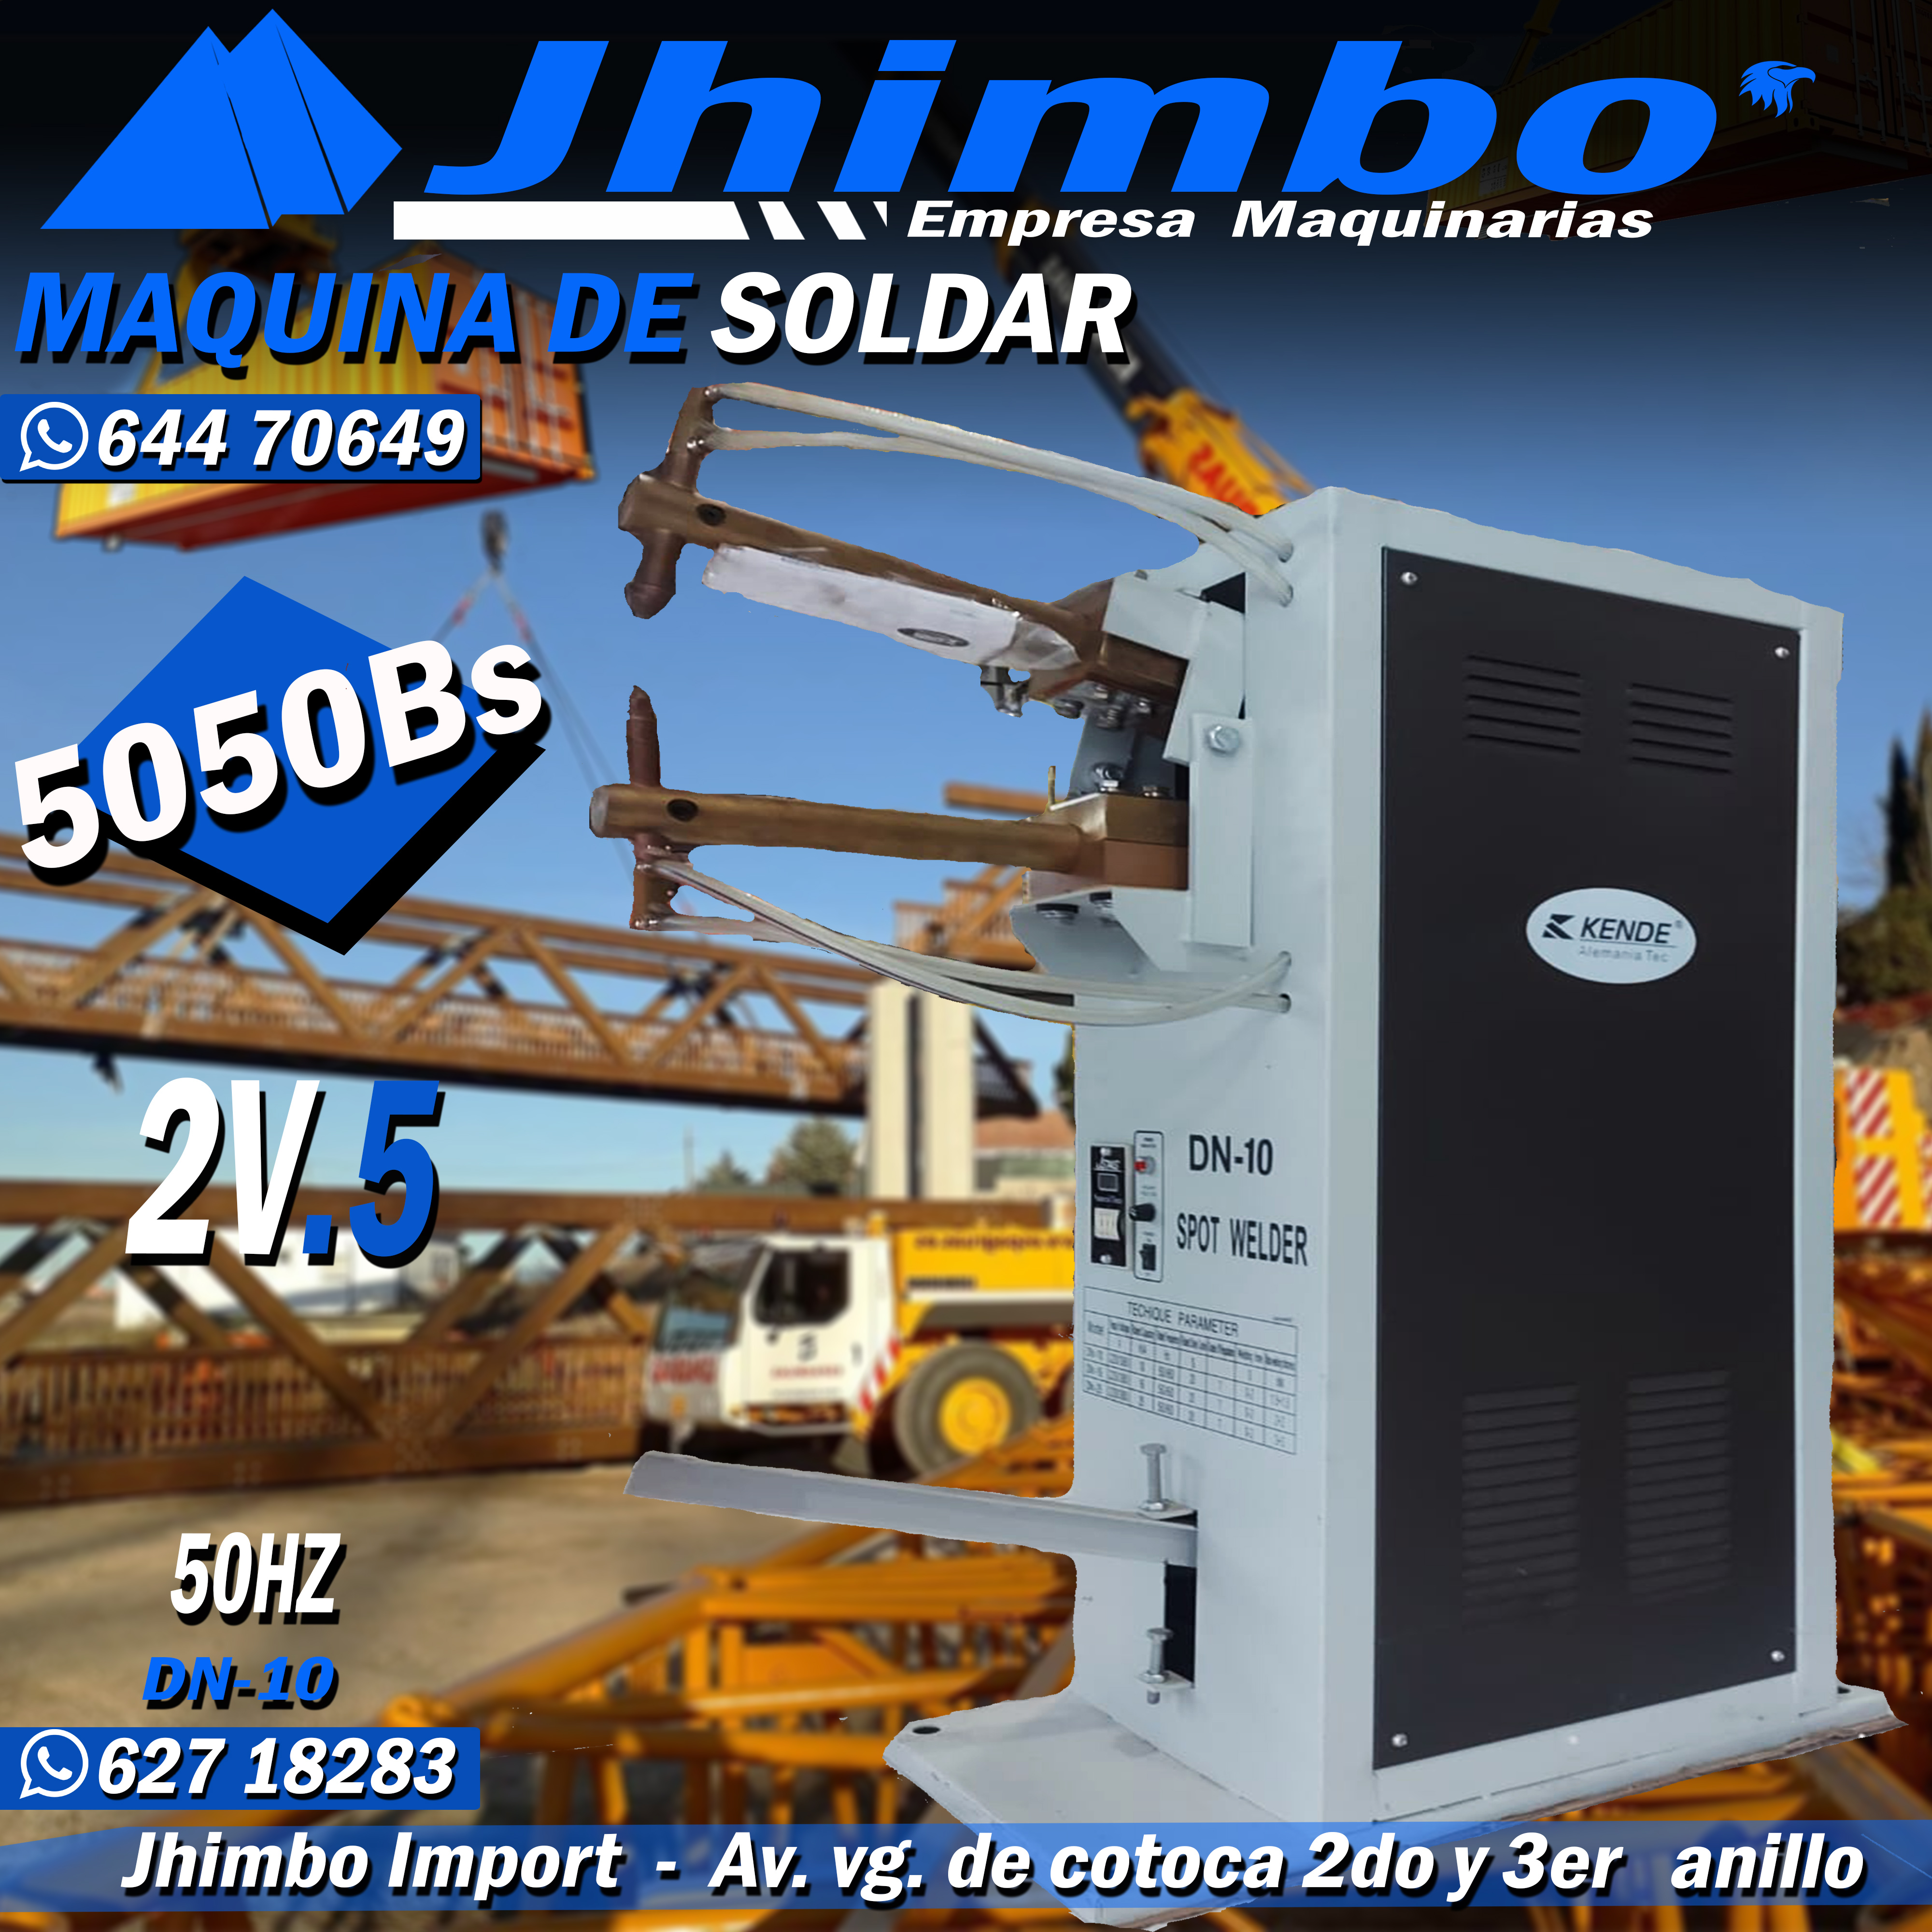 Jhimbo
Empresa Maquinarias
MAQUINA DE SOLDAR
644 70649
5050Bs
KENDE®
Alemania Tec
2V.5
DN-10
SPOT WELDER
TECHIQUE PARAMETER
Model
50HZ
DN-10
627 18283
Jhimbo Import - Av. vg. de cotoca 2do y 3er anillo